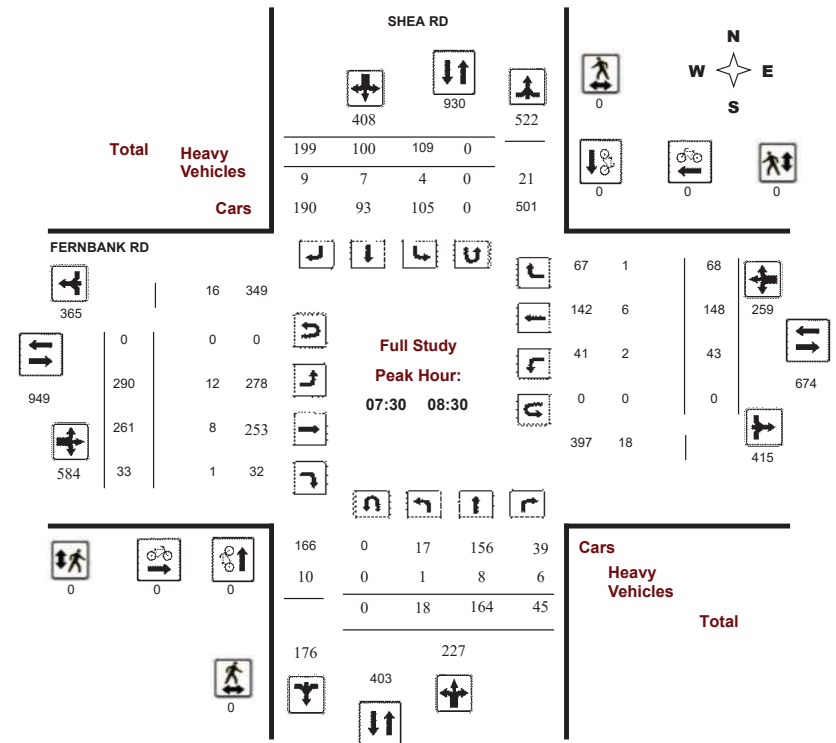 SHEA RD
N
W E
S
0
930
408 522
Total Heavy Vehicles
199 100 109 0
9 7 4 0 21
Cars 190 93 105 0 501
0 0 0
FERNBANK RD
365 16 349
67 1 68
259
142 6 148
949 0 0 0
Full Study
Peak Hour:
07:30 08:30
41 2 43
674
290 12 278
0 0 0
261 8 253
397 18
415
584 33 1 32
166 0 17 156 39 Cars
10 0 1 8 6 Heavy Vehicles
0 18 164 45 Total
0 0 0
176 227
403
0